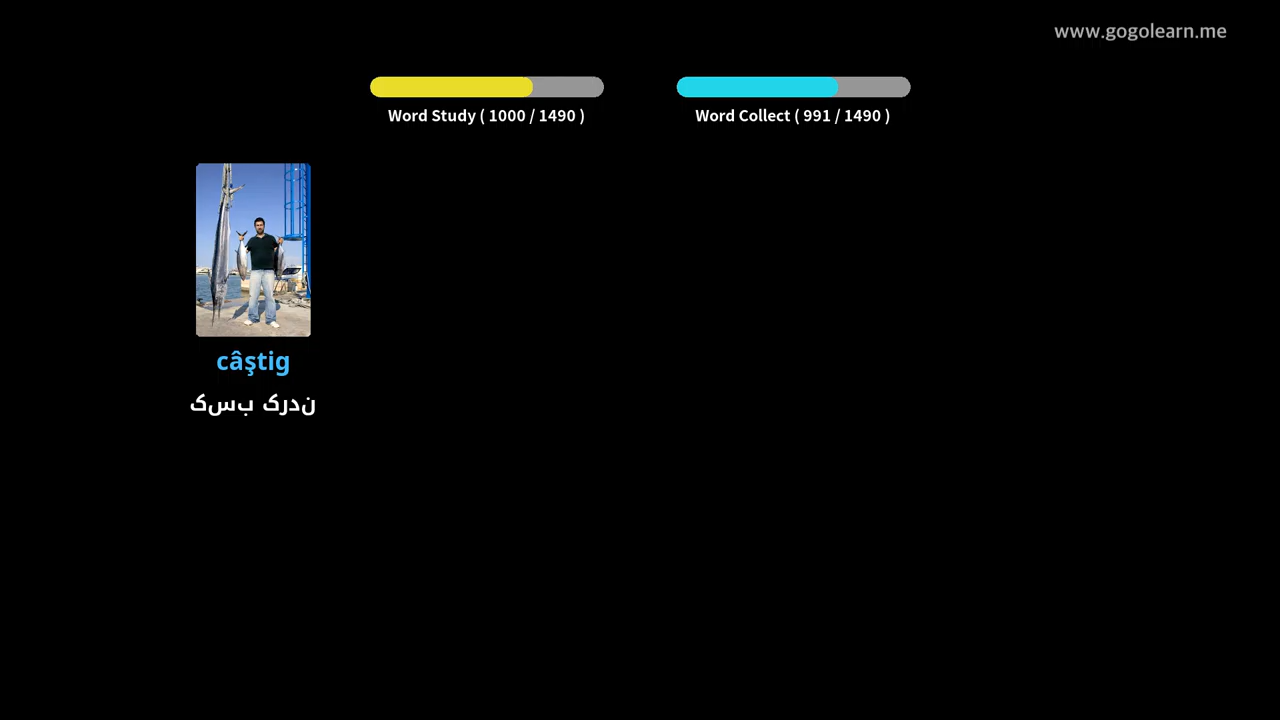 www.gogolearn.me
Word Study ( 1000 / 1490 )
Word Collect ( 991 / 1490 )
câştig
کسب کردن